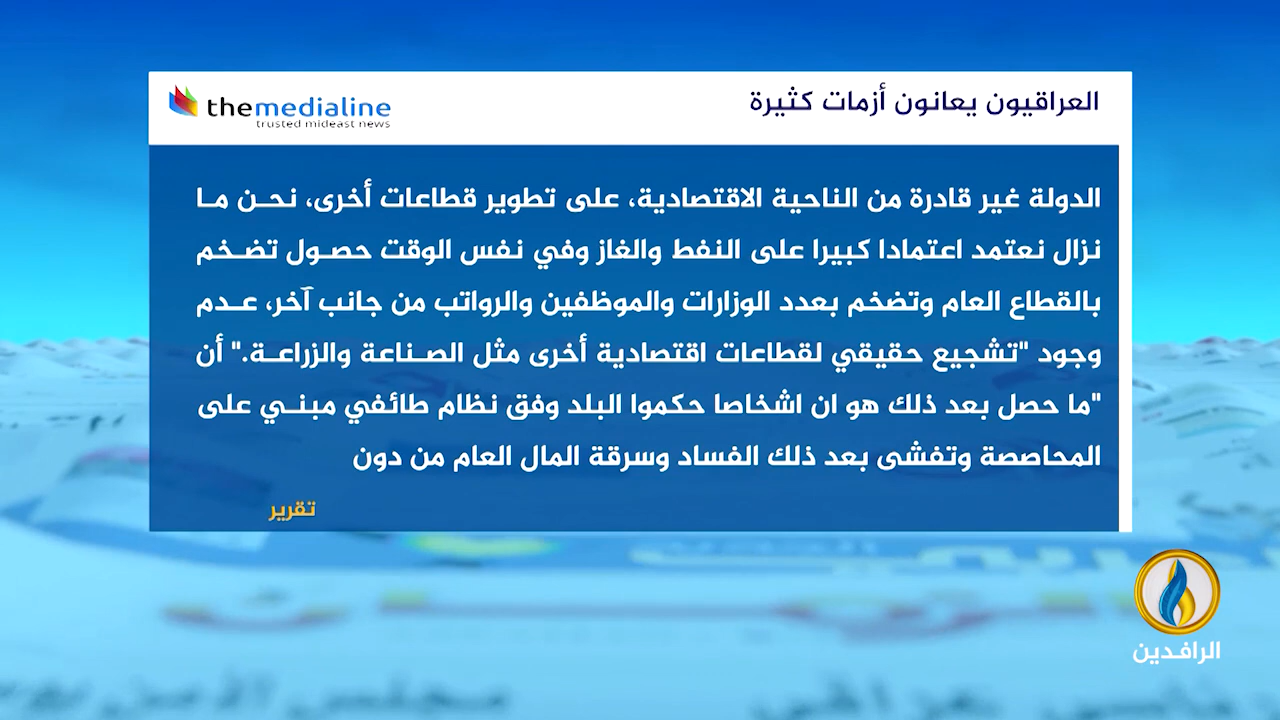 العراقيون يعانون أزمات كثيرة
themedialine
trusted mideast news
الدولة غير قادرة من الناحية الاقتصادية، على تطوير قطاعات أخرى، نحن ما
نزال نعتمد اعتمادا كبيرا على النفط والغاز وفي نفس الوقت حصول تضخم
بالقطاع العام وتضخم بعدد الوزارات والموظفين والرواتب من جانب آخر، عدم
وجود "تشجيع حقيقي لقطاعات اقتصادية أخرى مثل الصناعة والزراعة." أن
"ما حصل بعد ذلك هو ان اشخاصا حكموا البلد وفق نظام طائفي مبني على
المحاصصة وتفشى بعد ذلك الفساد وسرقة المال العام من دون
تقرير
الرافدين
مجلس الأمن